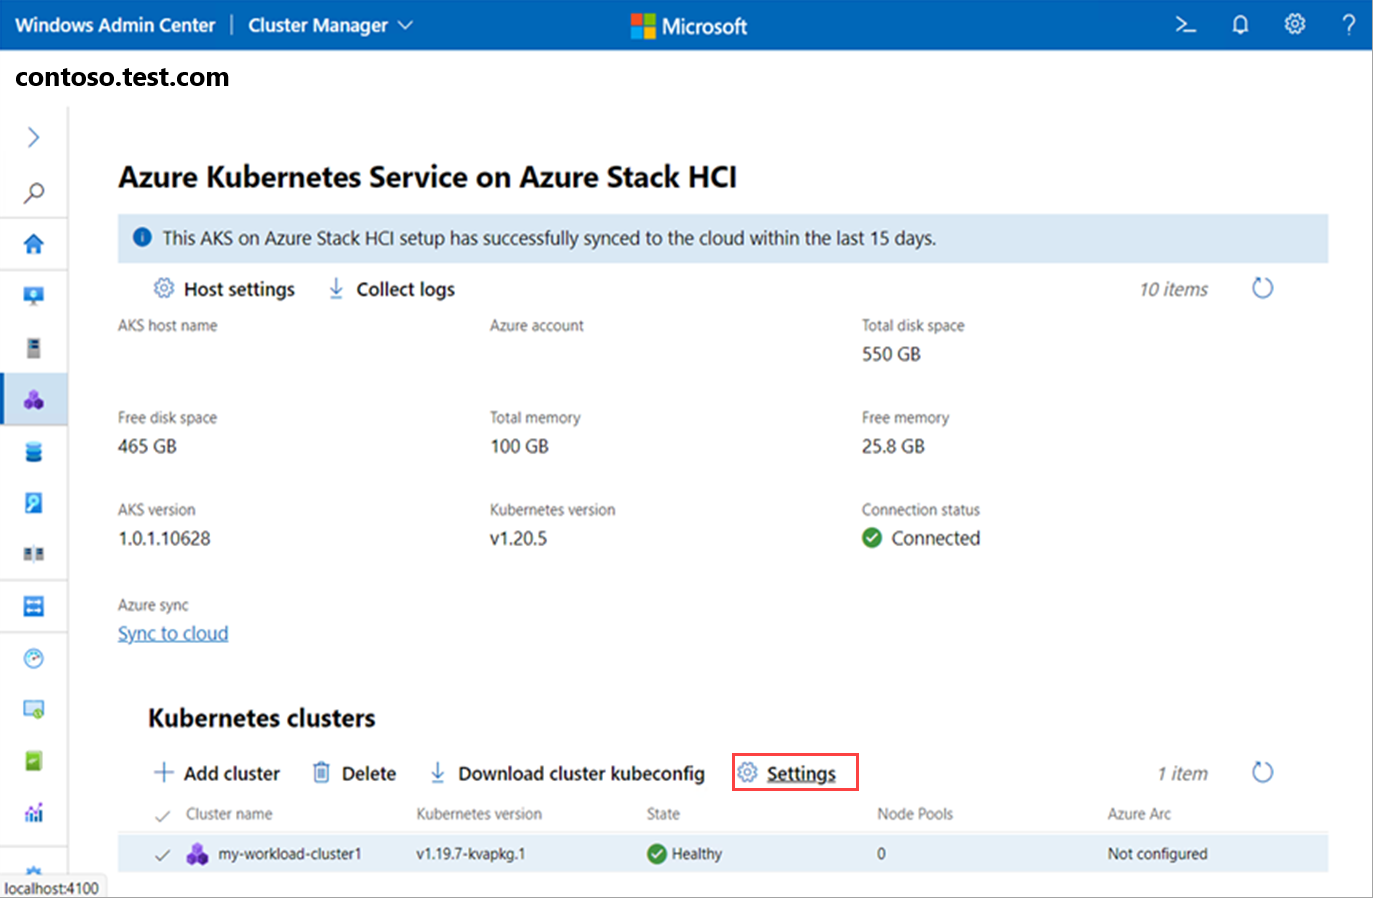 Windows Admin Center | Cluster Manager
Microsoft
contoso.test.com
Azure Kubernetes Service on Azure Stack HCI
This AKS on Azure Stack HCI setup has successfully synced to the cloud within the last 15 days.
Host settings Collect logs 10 items
AKS host name Azure account Total disk space
550 GB
Free disk space Total memory Free memory
465 GB 100 GB 25.8 GB
AKS version Kubernetes version Connection status
1.0.1.10628 v1.20.5 Connected
Azure sync
Sync to cloud
Kubernetes clusters
Add cluster Delete Download cluster kubeconfig Settings 1 item
Cluster name Kubernetes version State Node Pools Azure Arc
my-workload-cluster1 v1.19.7-kvapkg.1 Healthy 0 Not configured
localhost:4100